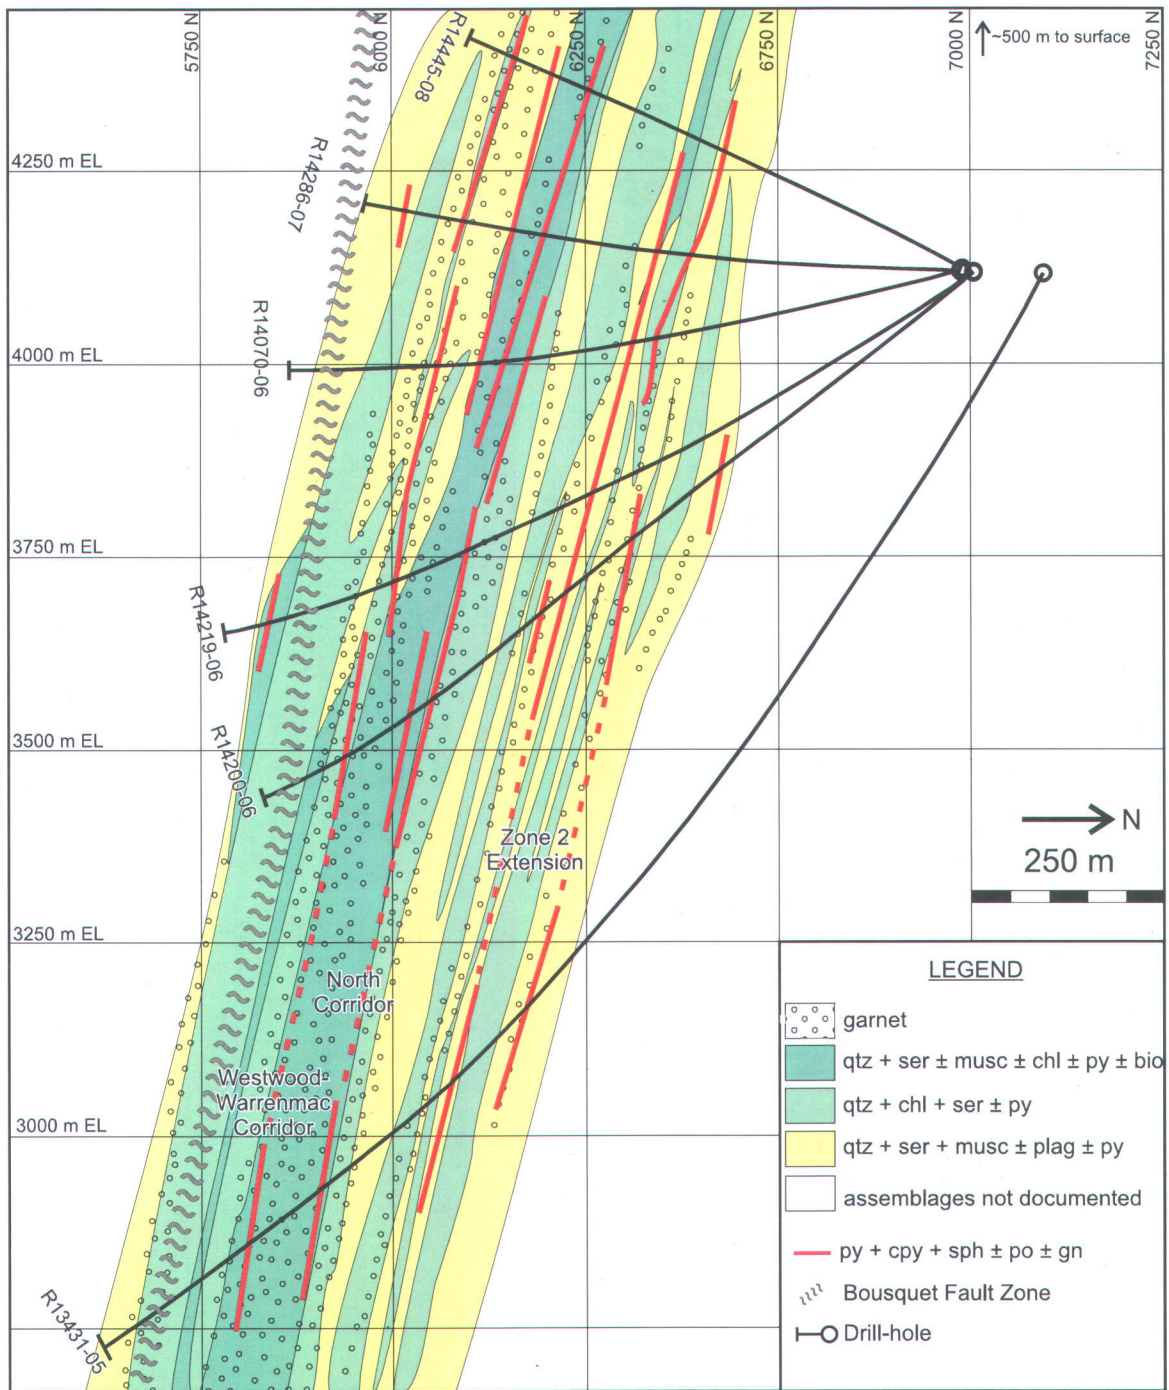 5750 N
6000 N
6250 N
6750 N
7000 N
7250 N
~500 m to surface
R14445-08
R14286-07
4250 m EL
R14070-06
4000 m EL
3750 m EL
R14219-06
R14200-06
3500 m EL
N
250 m
Zone 2
Extension
3250 m EL
North
Corridor
Westwood-
Warrenmac
Corridor
3000 m EL
R13431-05
LEGEND
garnet
qtz + ser ± musc ± chl ± py ± bio
qtz + chl + ser ± py
qtz + ser + musc ± plag ± py
assemblages not documented
py + cpy + sph ± po ± gn
Bousquet Fault Zone
Drill-hole